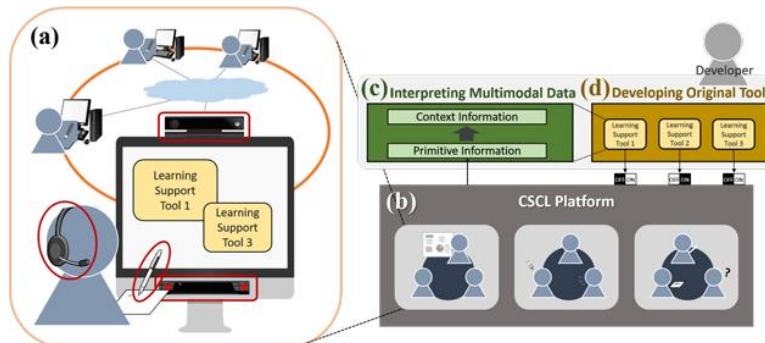 (a)
Learning
Support
Tool 1
Learning
Support
Tool 3
Developer
(c) Interpreting Multimodal Data
Context Information
Primitive Information
(d) Developing Original Tool
Learning
Support
Tool 1
Learning
Support
Tool 2
Learning
Support
Tool 3
OFF ON
OFF ON
OFF ON
(b)
CSCL Platform
?